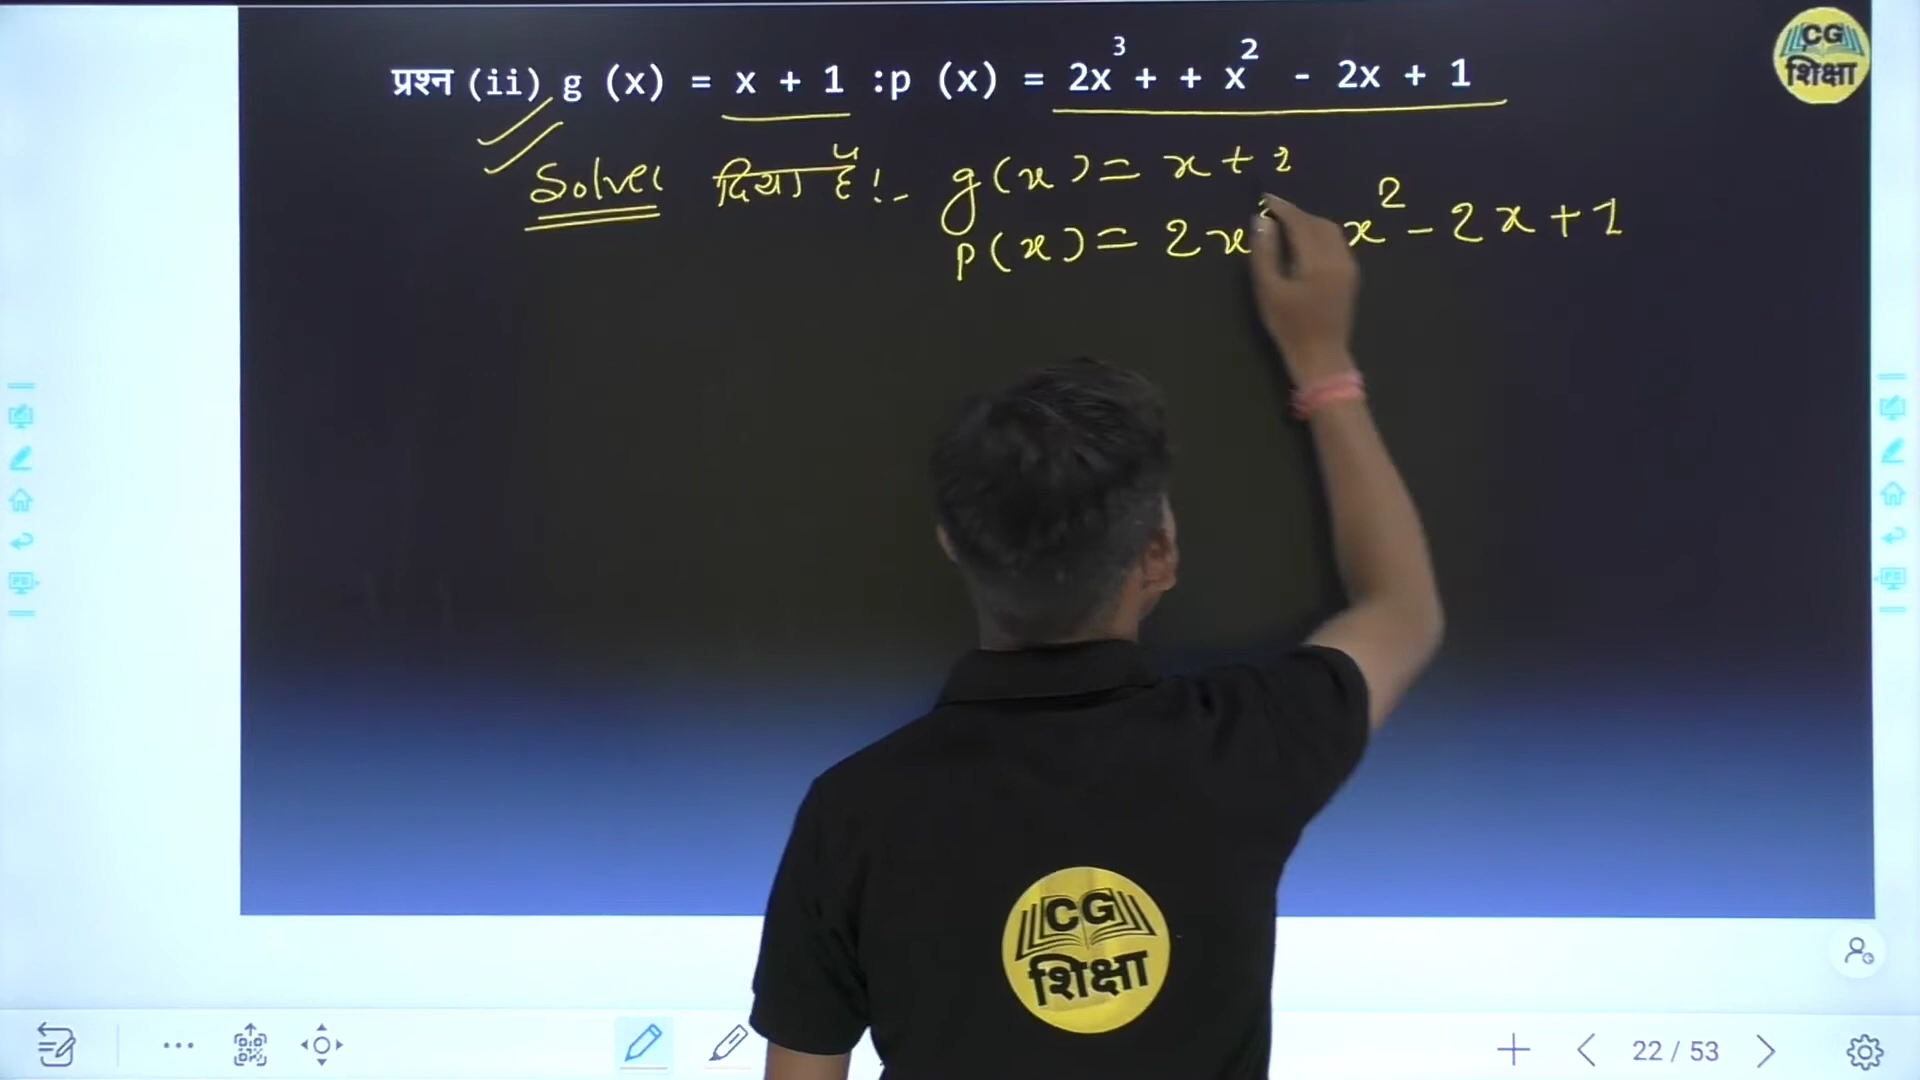 प्रश्न (ii) g (x) = x + 1 :p (x) = 2x³+ + x² - 2x + 1
CG
शिक्षा
Solve दिया है!- g(x) = x + 1
p(x) = 2x x² - 2x + 1
CG
शिक्षा
22 / 53